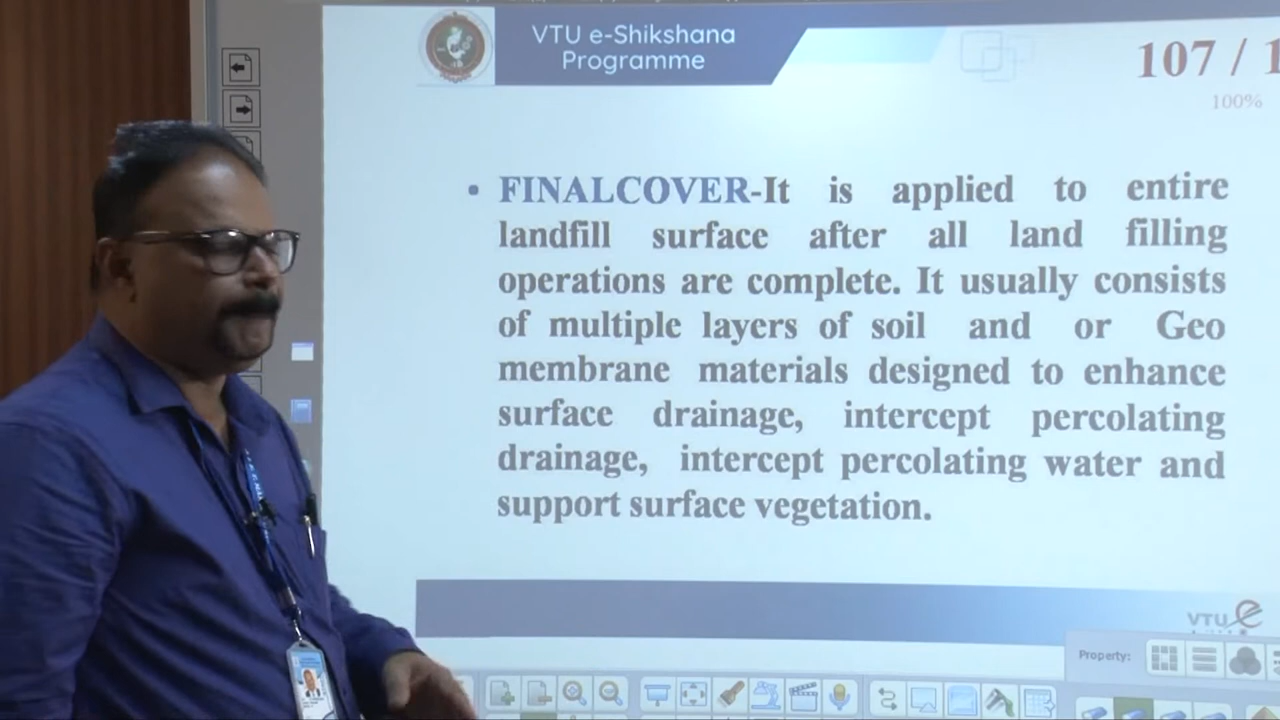 VTU e-Shikshana
Programme
107 / 1
100%
• FINALCOVER-It is applied to entire
landfill surface after all land filling
operations are complete. It usually consists
of multiple layers of soil and or Geo
membrane materials designed to enhance
surface drainage, intercept percolating
drainage, intercept percolating water and
support surface vegetation.
VTU e
Property: